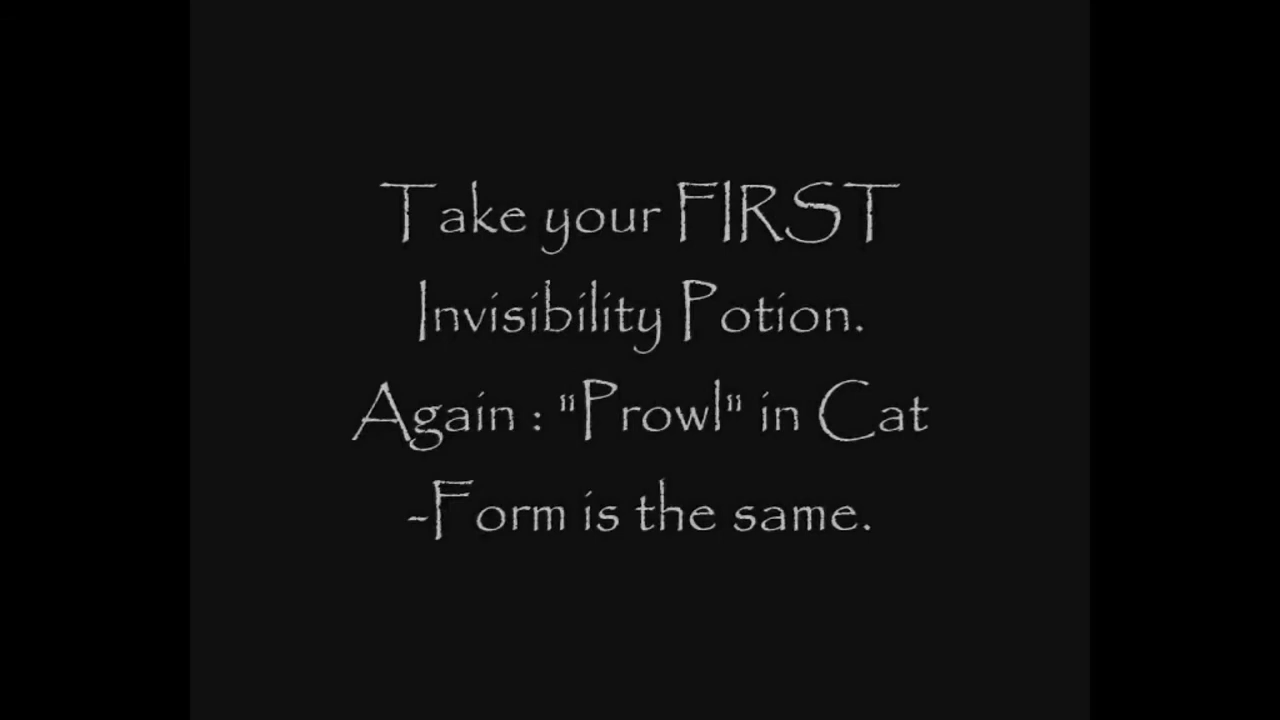 Take your FIRST
Invisibility Potion.
Again : "Prowl" in Cat
-Form is the same.